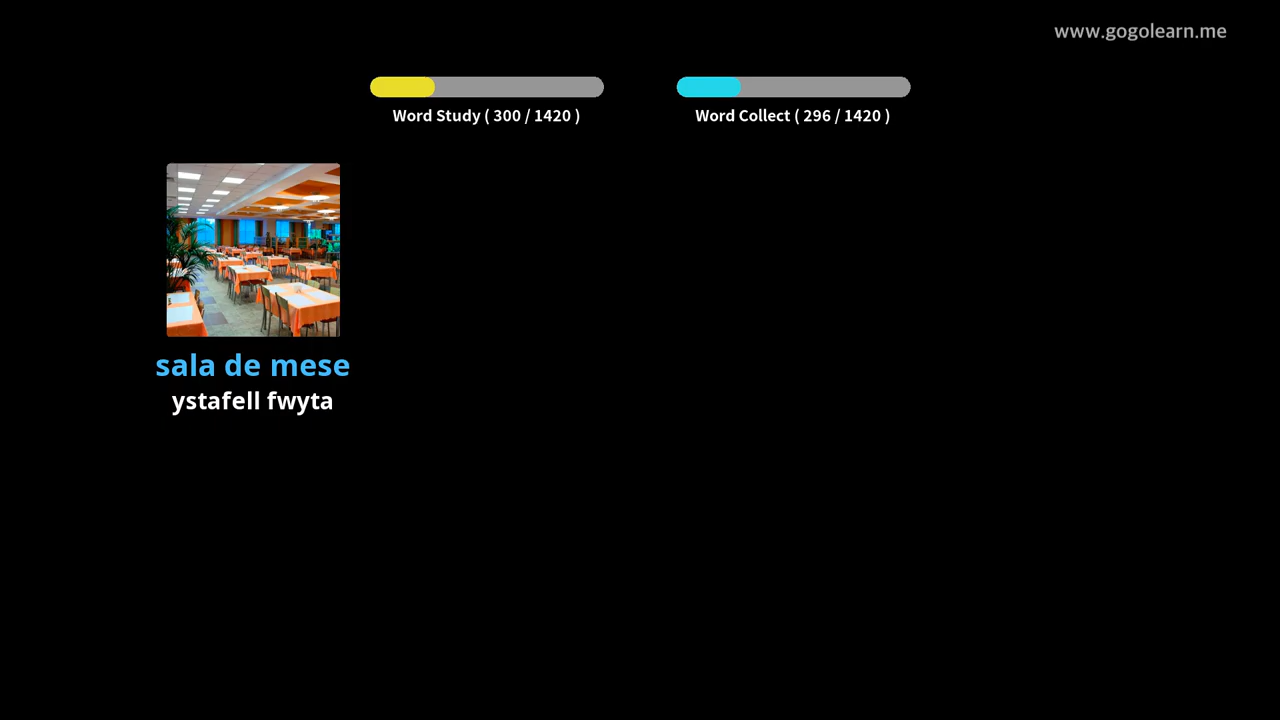 www.gogolearn.me
Word Study ( 300 / 1420 )
Word Collect ( 296 / 1420 )
sala de mese
ystafell fwyta